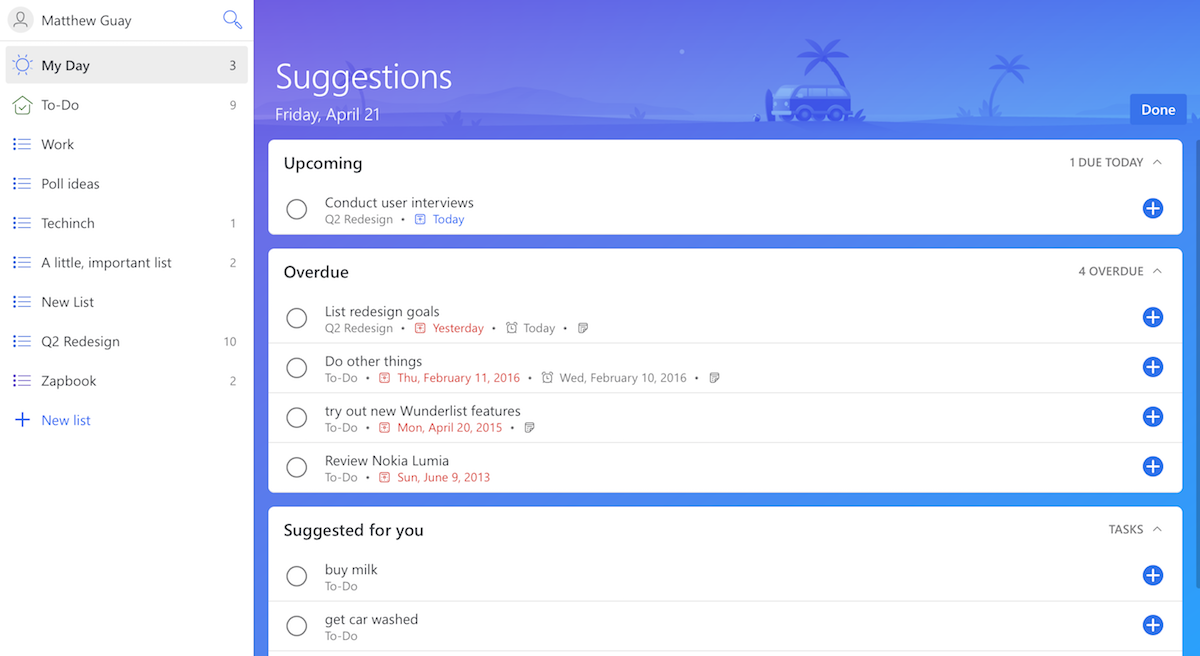 Matthew Guay
My Day 3
To-Do 9
Work
Poll ideas
Techinch 1
A little, important list 2
New List
Q2 Redesign 10
Zapbook 2
New list
Suggestions
Friday, April 21
Done
Upcoming 1 DUE TODAY
Conduct user interviews
Q2 Redesign • Today
Overdue 4 OVERDUE
List redesign goals
Q2 Redesign • Yesterday • Today •
Do other things
To-Do • Thu, February 11, 2016 • Wed, February 10, 2016 •
try out new Wunderlist features
To-Do • Mon, April 20, 2015 •
Review Nokia Lumia
To-Do • Sun, June 9, 2013
Suggested for you TASKS
buy milk
To-Do
get car washed
To-Do